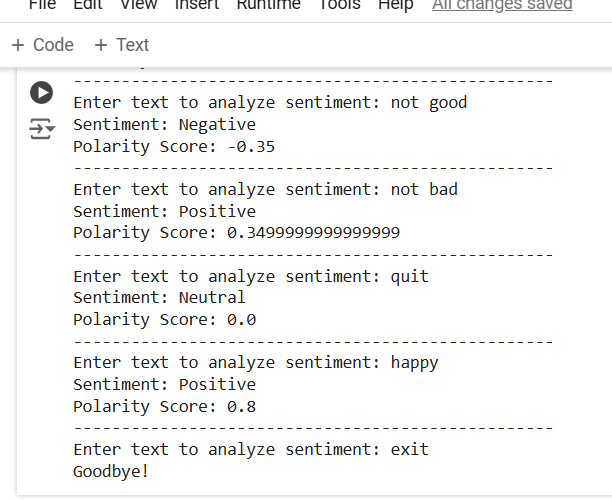 File Edit View Insert Runtime Tools Help All changes saved
+ Code + Text
-------------------------------------------------
Enter text to analyze sentiment: not good
Sentiment: Negative
Polarity Score: -0.35
-------------------------------------------------
Enter text to analyze sentiment: not bad
Sentiment: Positive
Polarity Score: 0.3499999999999999
-------------------------------------------------
Enter text to analyze sentiment: quit
Sentiment: Neutral
Polarity Score: 0.0
-------------------------------------------------
Enter text to analyze sentiment: happy
Sentiment: Positive
Polarity Score: 0.8
-------------------------------------------------
Enter text to analyze sentiment: exit
Goodbye!